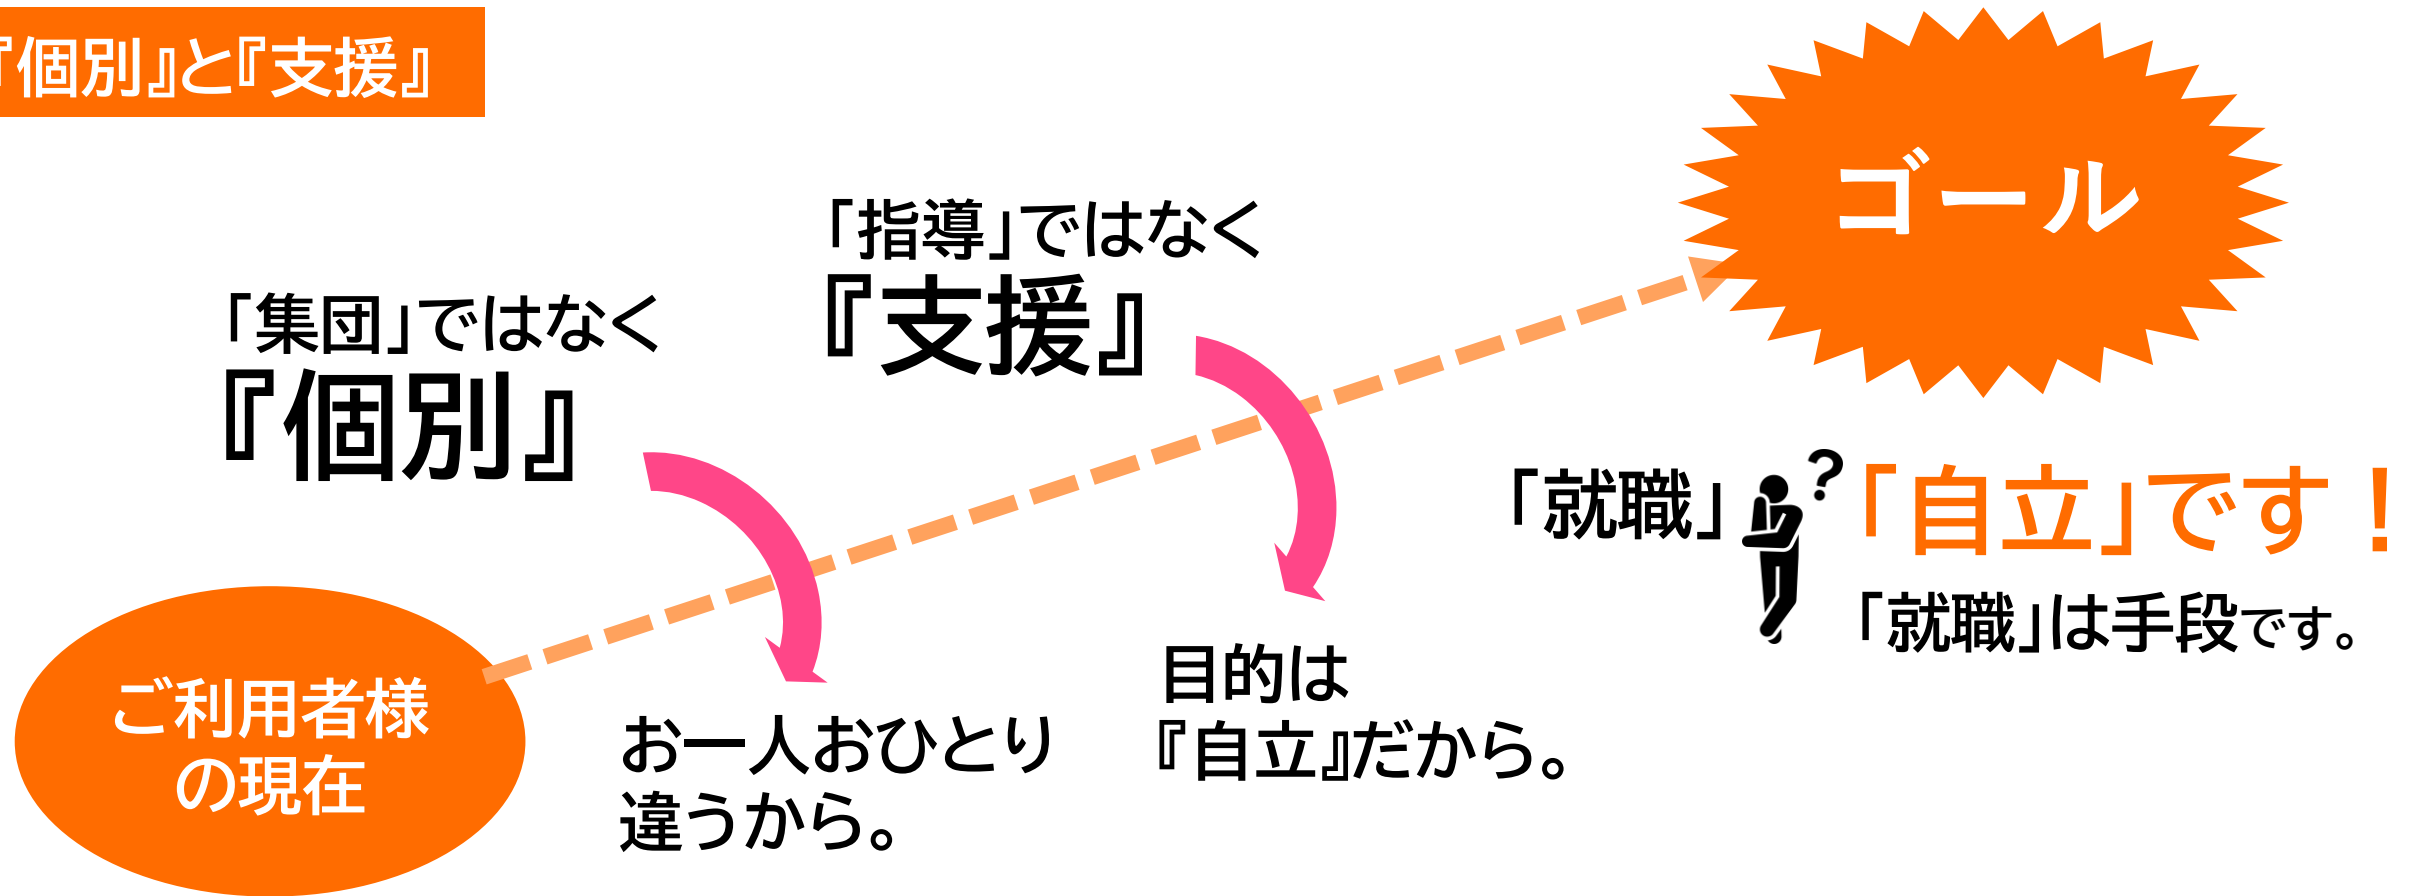 『個別』と『支援』
ゴール
「指導」ではなく
『支援』
「集団」ではなく
『個別』
「就職」?「自立」です!
「就職」は手段です。
目的は
『自立』だから。
お一人おひとり
違うから。
ご利用者様
の現在